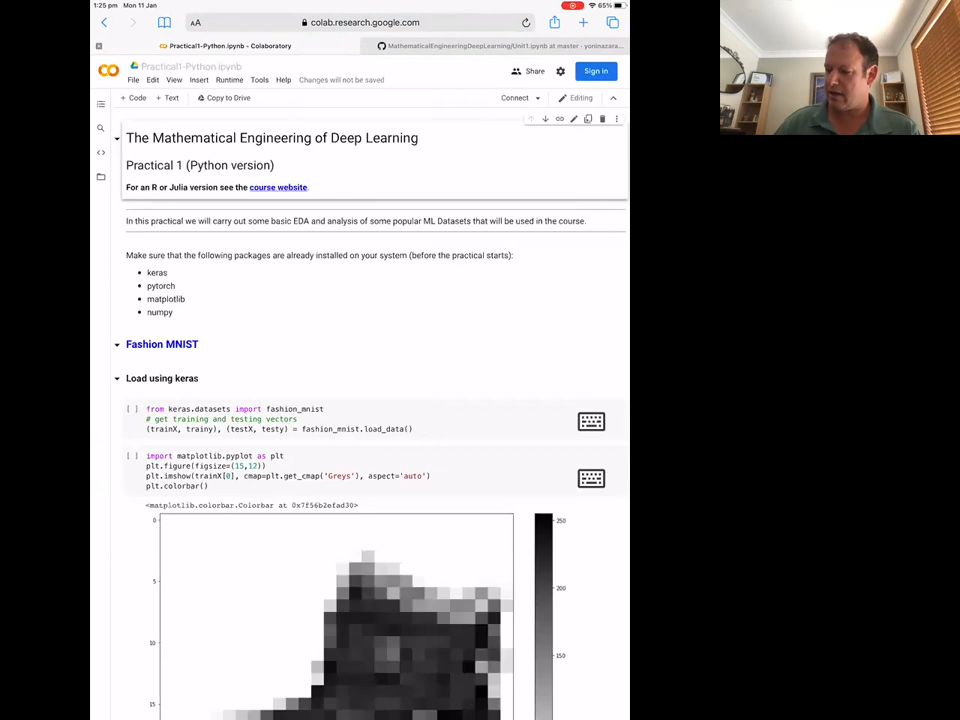 1:25 pm Mon 11 Jan
65%
AA
colab.research.google.com
Practical1-Python.ipynb - Colaboratory
MathematicalEngineeringDeepLearning/Unit1.ipynb at master · yoninazara...
Practical1-Python.ipynb
File Edit View Insert Runtime Tools Help Changes will not be saved
Share
Sign in
+ Code + Text Copy to Drive
Connect
Editing
The Mathematical Engineering of Deep Learning
Practical 1 (Python version)
For an R or Julia version see the course website.
In this practical we will carry out some basic EDA and analysis of some popular ML Datasets that will be used in the course.
Make sure that the following packages are already installed on your system (before the practical starts):
• keras
• pytorch
• matplotlib
• numpy
Fashion MNIST
Load using keras
[ ] from keras.datasets import fashion_mnist
# get training and testing vectors
(trainX, trainy), (testX, testy) = fashion_mnist.load_data()
[ ] import matplotlib.pyplot as plt
plt.figure(figsize=(15,12))
plt.imshow(trainX[0], cmap=plt.get_cmap('Greys'), aspect='auto')
plt.colorbar()
<matplotlib.colorbar.Colorbar at 0x7f56b2efad30>
0
250
5
200
10
150
15